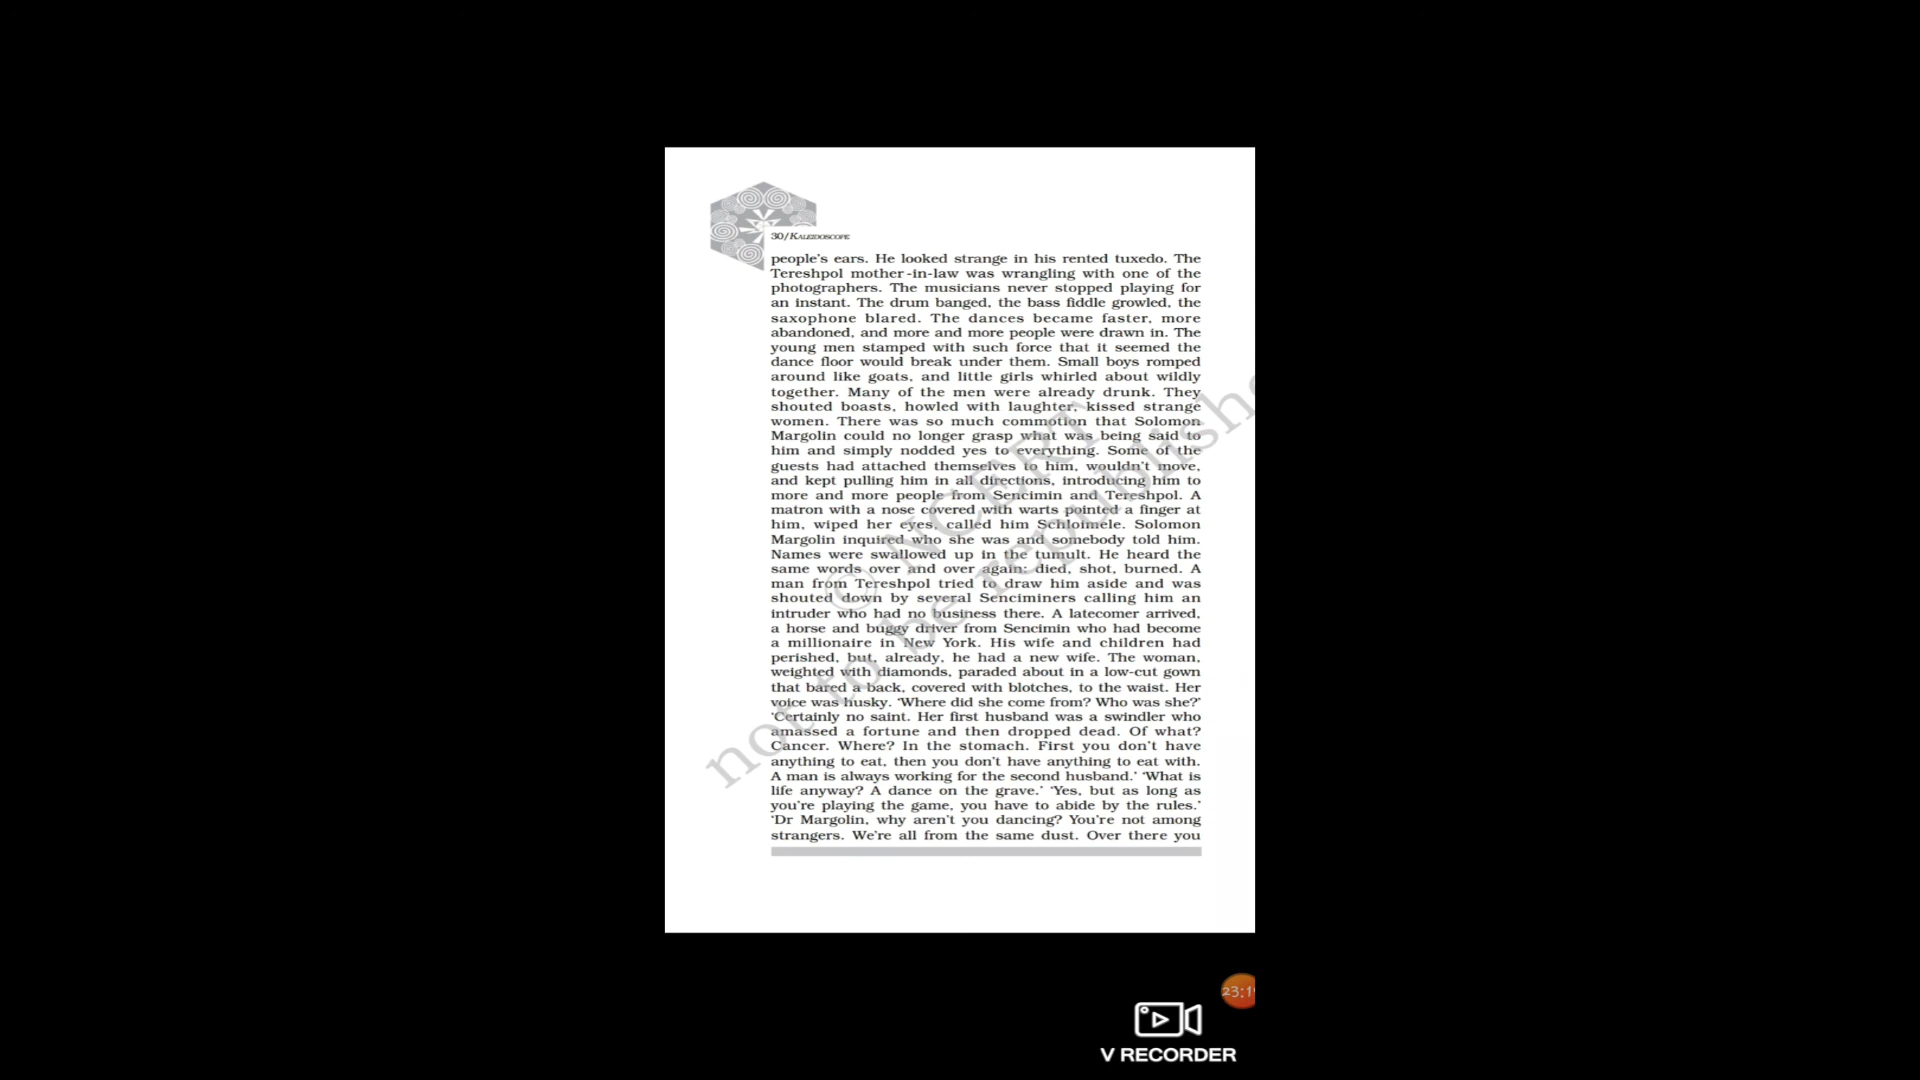 30/KALEIDOSCOPE
people's ears. He looked strange in his rented tuxedo. The
Tereshpol mother-in-law was wrangling with one of the
photographers. The musicians never stopped playing for
an instant. The drum banged, the bass fiddle growled, the
saxophone blared. The dances became faster, more
abandoned, and more and more people were drawn in. The
young men stamped with such force that it seemed the
dance floor would break under them. Small boys romped
around like goats, and little girls whirled about wildly
together. Many of the men were already drunk. They
shouted boasts, howled with laughter, kissed strange
women. There was so much commotion that Solomon
Margolin could no longer grasp what was being said to
him and simply nodded yes to everything. Some of the
guests had attached themselves to him, wouldn't move,
and kept pulling him in all directions, introducing him to
more and more people from Sencimin and Tereshpol. A
matron with a nose covered with warts pointed a finger at
him, wiped her eyes, called him Schloimele. Solomon
Margolin inquired who she was and somebody told him.
Names were swallowed up in the tumult. He heard the
same words over and over again: died, shot, burned. A
man from Tereshpol tried to draw him aside and was
shouted down by several Senciminers calling him an
intruder who had no business there. A latecomer arrived,
a horse and buggy driver from Sencimin who had become
a millionaire in New York. His wife and children had
perished, but, already, he had a new wife. The woman,
weighted with diamonds, paraded about in a low-cut gown
that bared a back, covered with blotches, to the waist. Her
voice was husky. 'Where did she come from? Who was she?'
'Certainly no saint. Her first husband was a swindler who
amassed a fortune and then dropped dead. Of what?
Cancer. Where? In the stomach. First you don't have
anything to eat, then you don't have anything to eat with.
A man is always working for the second husband.' 'What is
life anyway? A dance on the grave.' 'Yes, but as long as
you're playing the game, you have to abide by the rules.'
'Dr Margolin, why aren't you dancing? You're not among
strangers. We're all from the same dust. Over there you
© NCERT
not to be republishe
23:1
V RECORDER